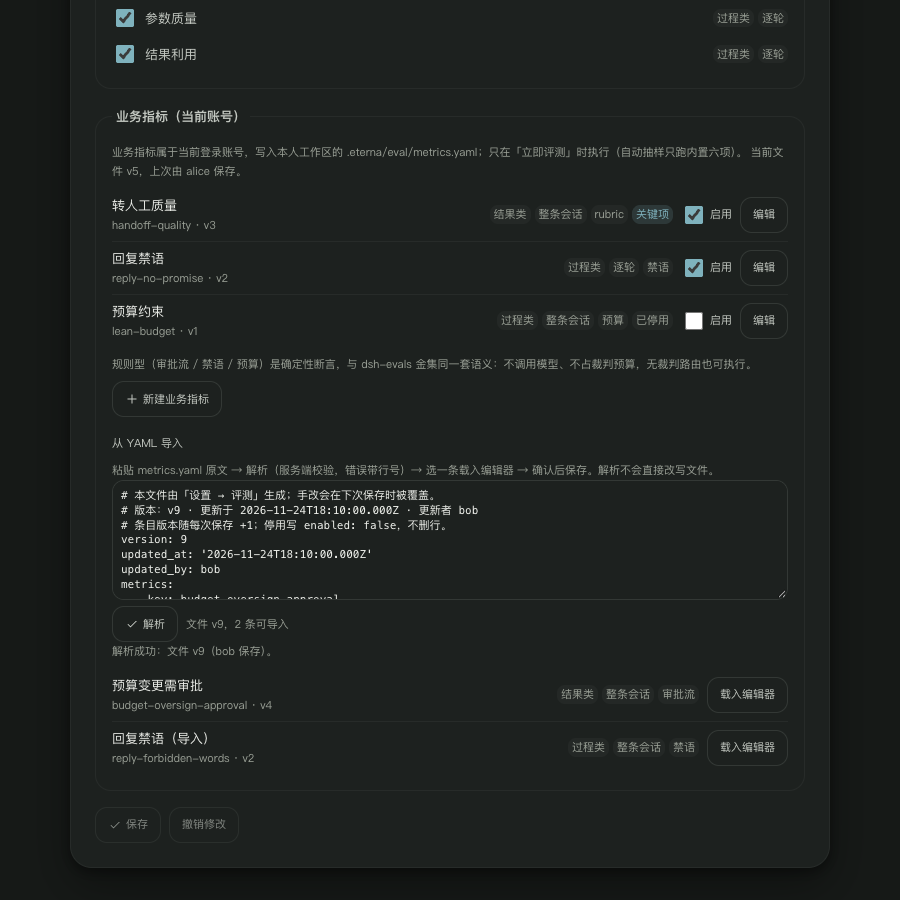 参数质量
过程类 逐轮
结果利用
过程类 逐轮
业务指标（当前账号）
业务指标属于当前登录账号，写入本人工作区的 .eterna/eval/metrics.yaml；只在「立即评测」时执行（自动抽样只跑内置六项）。 当前文
件 v5，上次由 alice 保存。
转人工质量
结果类 整条会话 rubric 关键项 启用 编辑
handoff-quality · v3
回复禁语
过程类 逐轮 禁语 启用 编辑
reply-no-promise · v2
预算约束
过程类 整条会话 预算 已停用 启用 编辑
lean-budget · v1
规则型（审批流 / 禁语 / 预算）是确定性断言，与 dsh-evals 金集同一套语义：不调用模型、不占裁判预算，无裁判路由也可执行。
新建业务指标
从 YAML 导入
粘贴 metrics.yaml 原文 → 解析（服务端校验，错误带行号）→ 选一条载入编辑器 → 确认后保存。解析不会直接改写文件。
# 本文件由「设置 → 评测」生成；手改会在下次保存时被覆盖。
# 版本：v9 · 更新于 2026-11-24T18:10:00.000Z · 更新者 bob
# 条目版本随每次保存 +1；停用写 enabled: false，不删行。
version: 9
updated_at: '2026-11-24T18:10:00.000Z'
updated_by: bob
metrics:
key: budget-oversign-approval
解析 文件 v9，2 条可导入
解析成功：文件 v9（bob 保存）。
预算变更需审批
结果类 整条会话 审批流 载入编辑器
budget-oversign-approval · v4
回复禁语（导入）
过程类 整条会话 禁语 载入编辑器
reply-forbidden-words · v2
保存 撤销修改